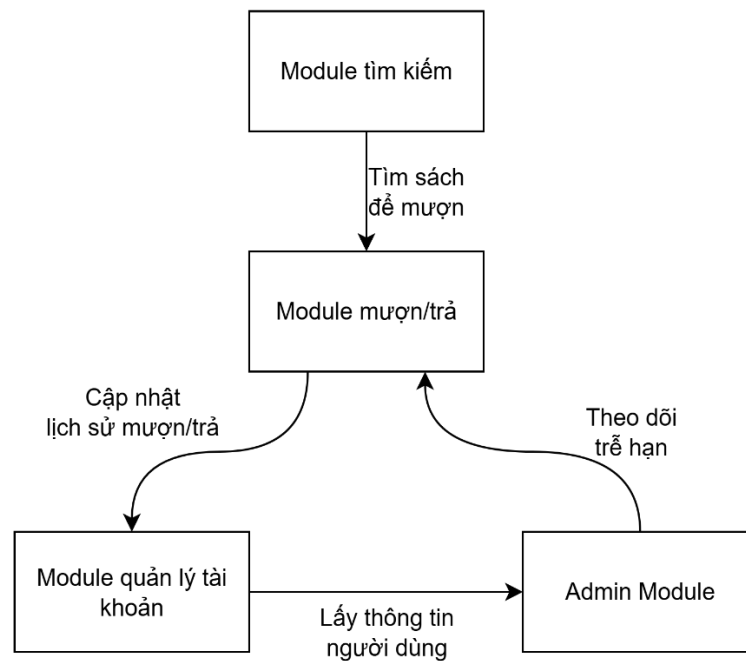 Module tìm kiếm
Tìm sách
để mượn
Module mượn/trả
Cập nhật
lịch sử mượn/trả
Theo dõi
trễ hạn
Module quản lý tài
khoản
Lấy thông tin
người dùng
Admin Module